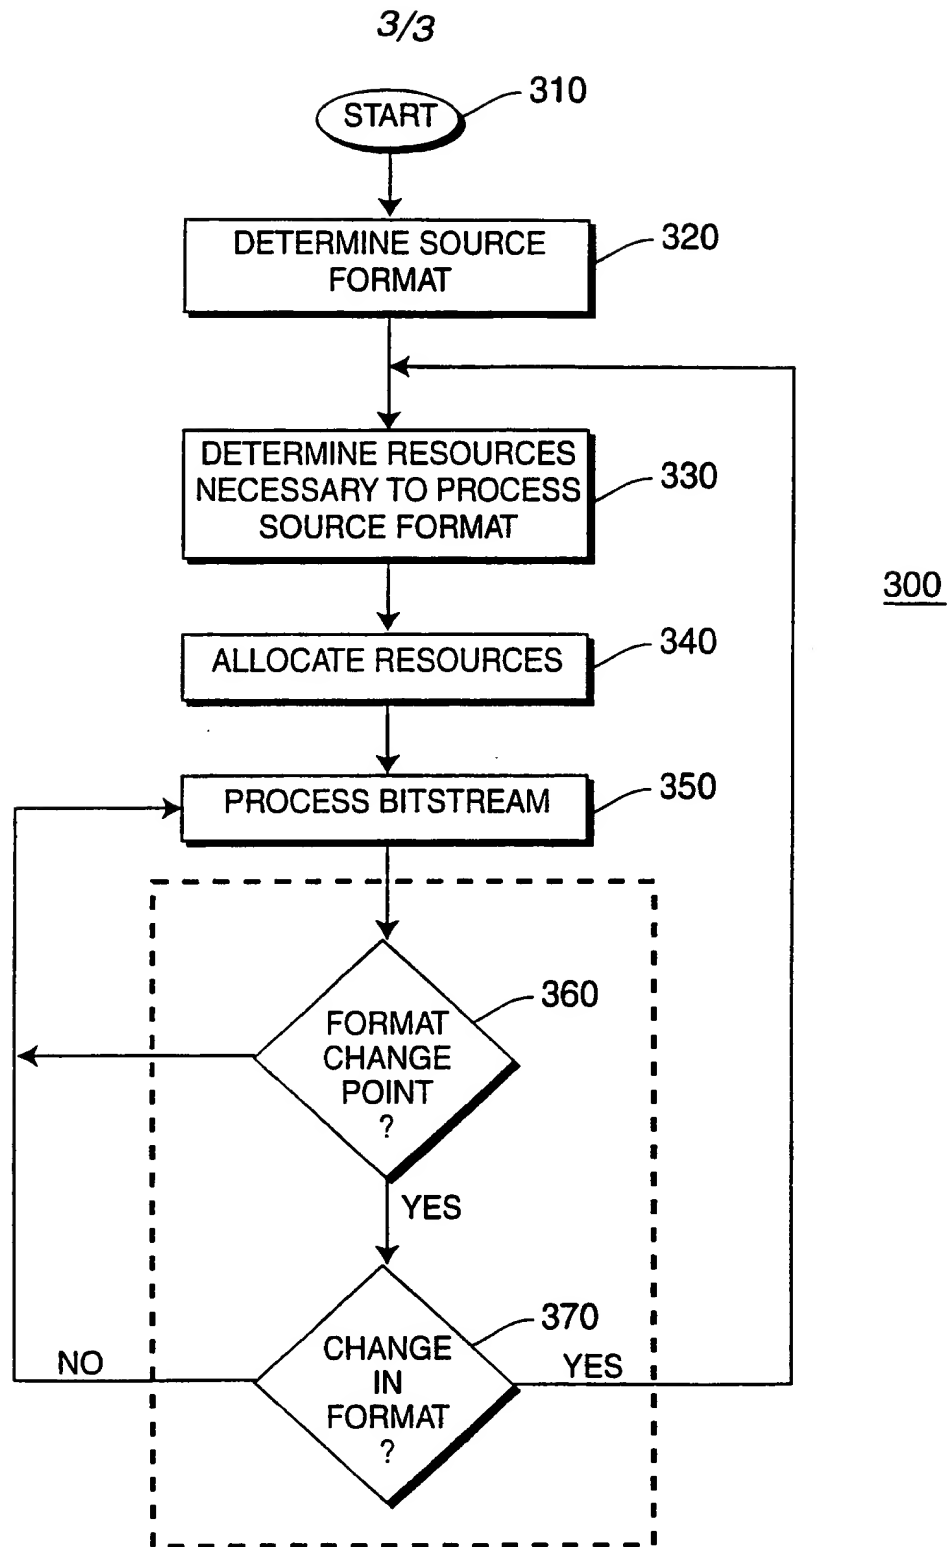 3/3
START
310
DETERMINE SOURCE
FORMAT
320
DETERMINE RESOURCES
NECESSARY TO PROCESS
SOURCE FORMAT
330
300
ALLOCATE RESOURCES
340
PROCESS BITSTREAM
350
FORMAT
CHANGE
POINT
?
360
YES
CHANGE
IN
FORMAT
?
370
NO
YES